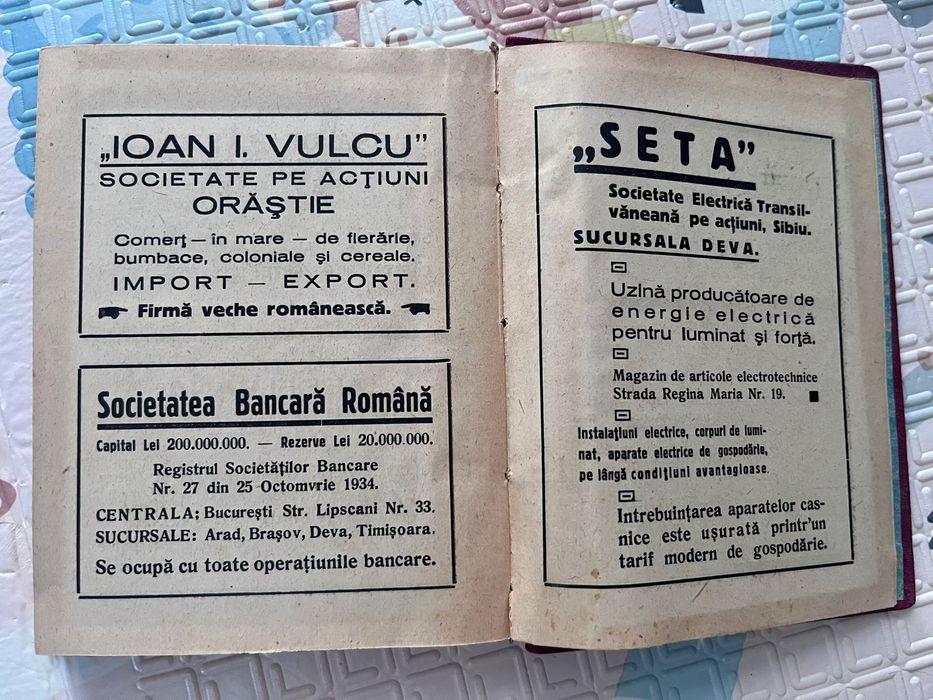 „IOAN I. VULCU”
SOCIETATE PE ACŢIUNI
ORĂŞTIE
Comerţ — în mare — de fierărie,
bumbace, coloniale şi cereale.
IMPORT — EXPORT.
Firmă veche românească.
Societatea Bancară Română
Capital Lei 200.000.000. — Rezerve Lei 20.000.000.
Registrul Societăţilor Bancare
Nr. 27 din 25 Octomvrie 1934.
CENTRALA; Bucureşti Str. Lipscani Nr. 33.
SUCURSALE: Arad, Braşov, Deva, Timişoara.
Se ocupă cu toate operaţiunile bancare.
„SETA”
Societate Electrică Transil-
văneană pe acţiuni, Sibiu.
SUCURSALA DEVA.
Uzină producătoare de
energie electrică
pentru luminat şi forţă.
Magazin de articole electrotechnice
Strada Regina Maria Nr. 19.
Instalaţiuni electrice, corpuri de lumi-
nat, aparate electrice de gospodărie,
pe lângă condiţiuni avantagioase.
Intrebuinţarea aparatelor cas-
nice este uşurată printr'un
tarif modern de gospodărie.